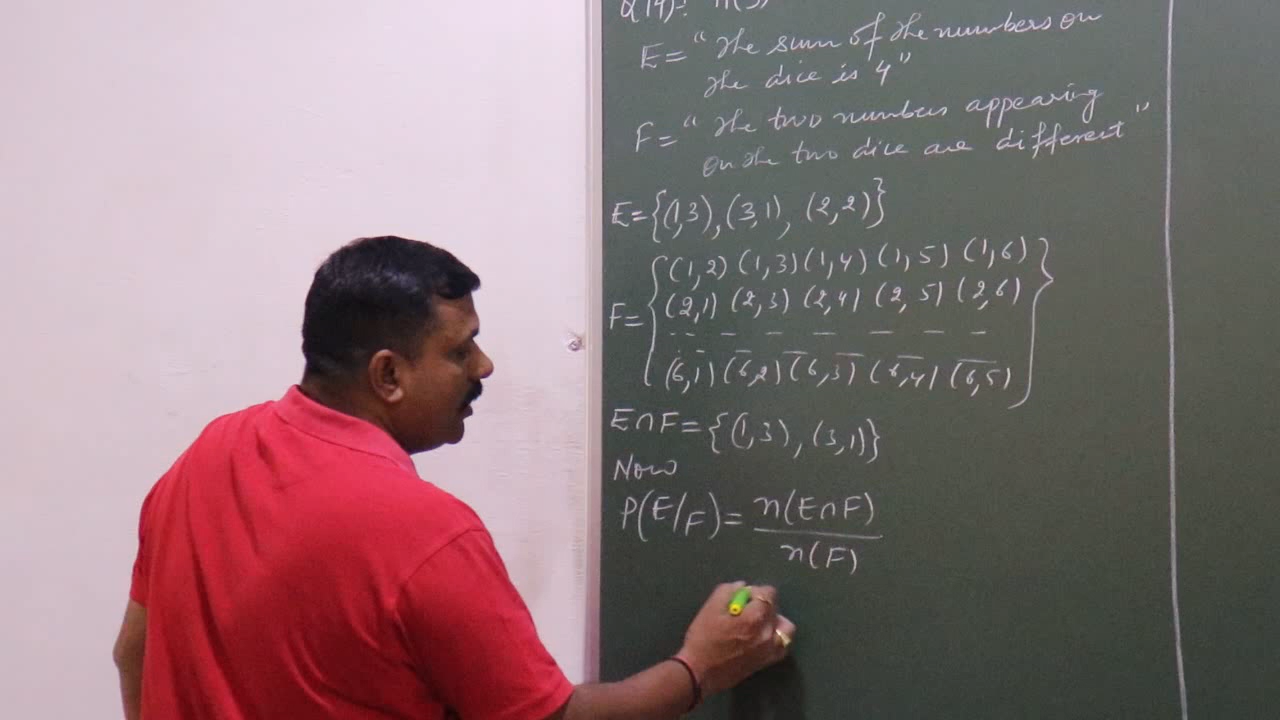 Q(14):
E = "The sum of the numbers on
the dice is 4"
F = "The two numbers appearing
on the two dice are different"
E = {(1,3), (3,1), (2,2)}
F = { (1,2) (1,3) (1,4) (1,5) (1,6)
(2,1) (2,3) (2,4) (2,5) (2,6)
— — — — — — —
(6,1) (6,2) (6,3) (6,4) (6,5) }
E∩F = {(1,3), (3,1)}
Now
P(E/F) = n(E∩F)
n(F)